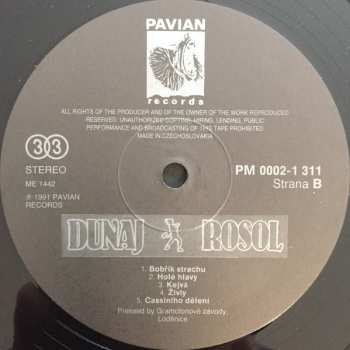 PAVIAN
records
ALL RIGHTS OF THE PRODUCER AND OF THE OWNER OF THE WORK REPRODUCED
RESERVED. UNAUTHORIZED COPYING, HIRING, LENDING, PUBLIC
PERFORMANCE AND BROADCASTING OF THIS TAPE PROHIBITED
MADE IN CZECHOSLOVAKIA
33
STEREO
ME 1442
℗ 1991 PAVIAN
RECORDS
PM 0002-1 311
Strana B
DUNAJ ROSOL
1. Bobřík strachu
2. Holé hlavy
3. Kejvá
4. Živly
5. Cassiniho dělení
Pressed by Gramofonové závody,
Loděnice